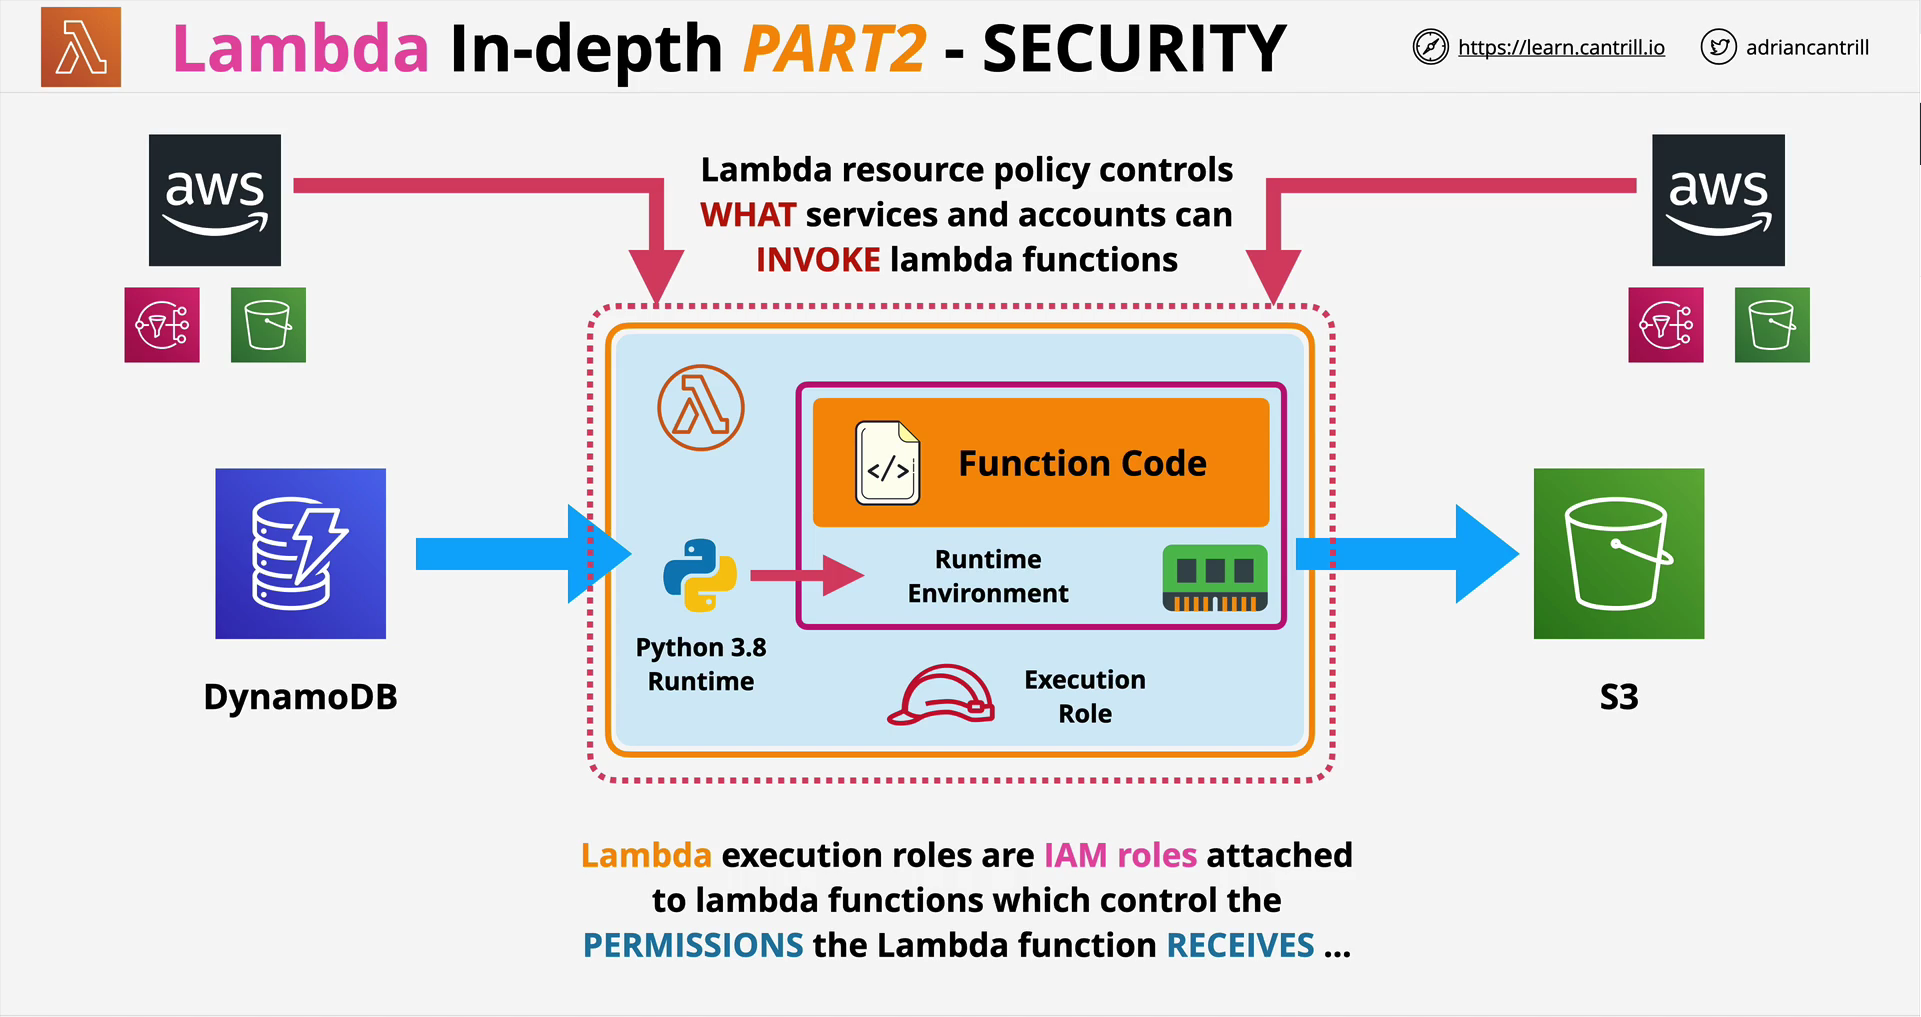 Lambda In-depth PART2 - SECURITY
https://learn.cantrill.io
adriancantrill
aws
aws
Lambda resource policy controls
WHAT services and accounts can
INVOKE lambda functions
</>
Function Code
Runtime
Environment
Python 3.8
Runtime
Execution
Role
DynamoDB
S3
Lambda execution roles are IAM roles attached
to lambda functions which control the
PERMISSIONS the Lambda function RECEIVES ...